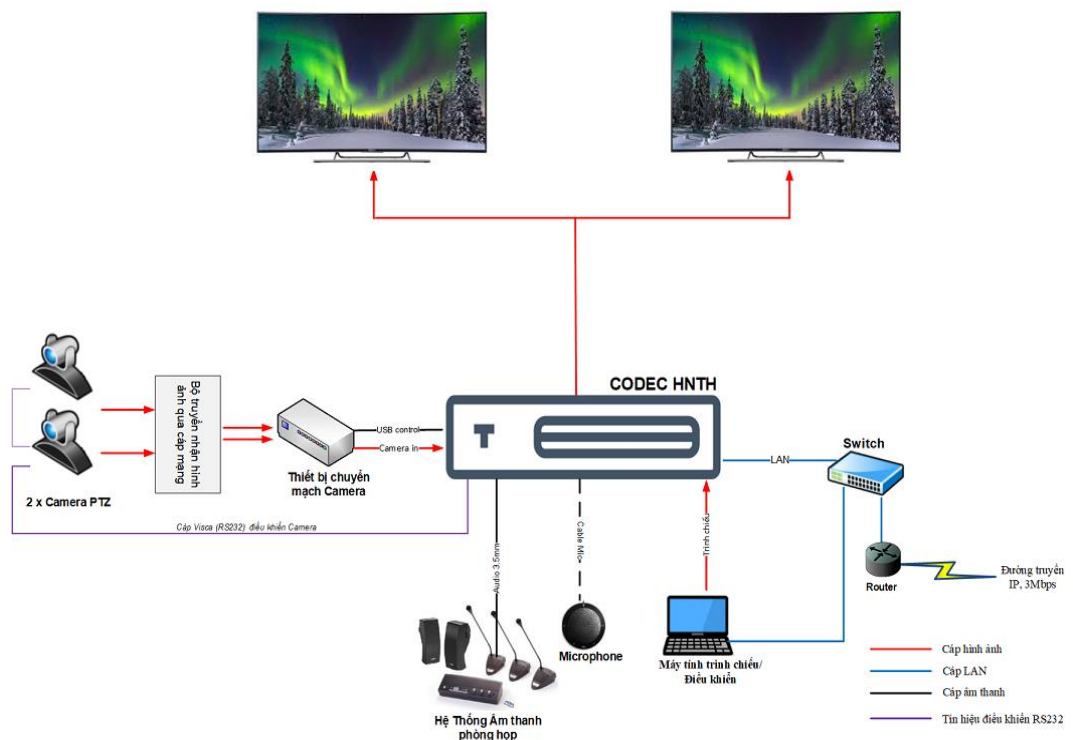 CODEC HNTH
Bộ truyền nhận hình
ảnh qua cáp mạng
USB control
Camera in
Thiết bị chuyển
mạch Camera
2 x Camera PTZ
Cáp Visca (RS232) điều khiển Camera
LAN
Switch
Trình chiếu
Cable Mic
Audio 3.5mm
Router
Đường truyền
IP, 3Mbps
Microphone
Máy tính trình chiếu/
Điều khiển
Hệ Thống Âm thanh
phòng họp
Cáp hình ảnh
Cáp LAN
Cáp âm thanh
Tín hiệu điều khiển RS232